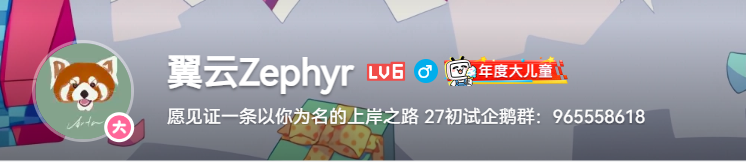 翼云Zephyr LV6 年度大儿童
愿见证一条以你为名的上岸之路 27初试企鹅群：965558618
大